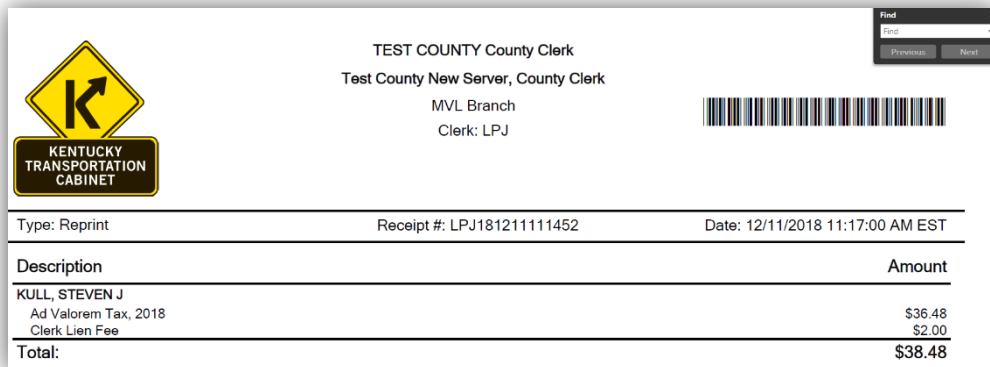 Find
Find
Previous Next
TEST COUNTY County Clerk
Test County New Server, County Clerk
MVL Branch
Clerk: LPJ
K
KENTUCKY
TRANSPORTATION
CABINET
Type: Reprint Receipt #: LPJ181211111452 Date: 12/11/2018 11:17:00 AM EST
Description Amount
KULL, STEVEN J
Ad Valorem Tax, 2018 $36.48
Clerk Lien Fee $2.00
Total: $38.48